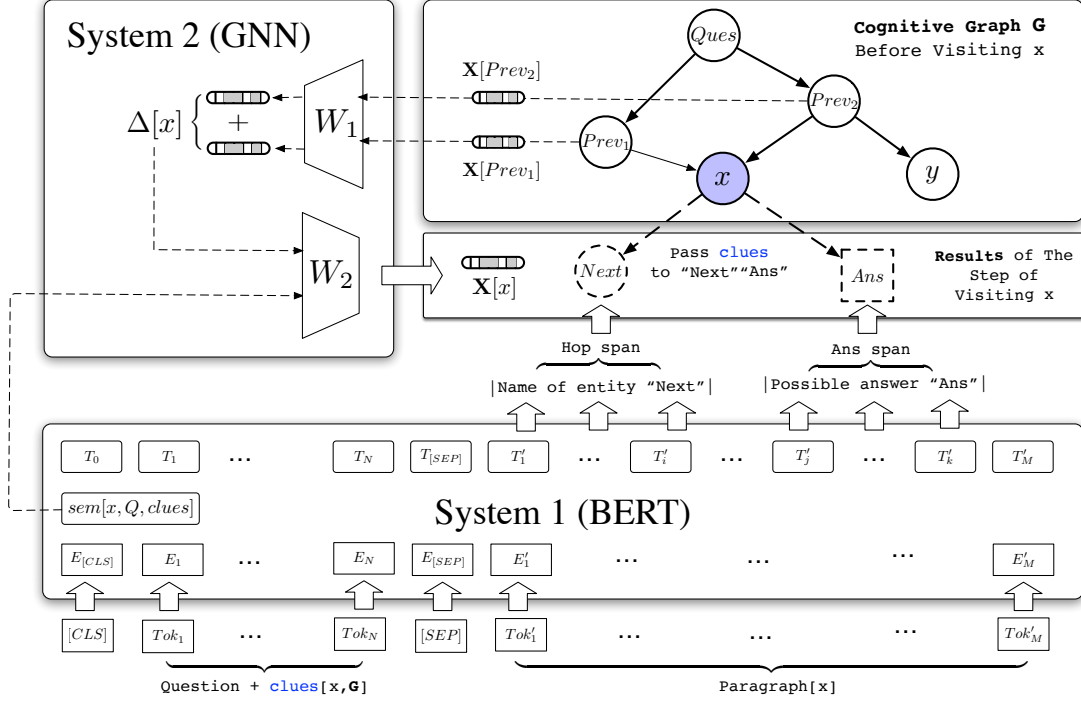 System 2 (GNN)
Δ[x]
+
W1
W2
X[Prev2]
X[Prev1]
Ques
Prev2
Prev1
x
y
Cognitive Graph G
Before Visiting x
X[x]
Next
Pass clues
to “Next”“Ans”
Ans
Results of The
Step of
Visiting x
Hop span
Ans span
|Name of entity “Next”|
|Possible answer “Ans”|
T0 T1 ... TN T[SEP] T′1 ... T′i ... T′j ... T′k T′M
sem[x, Q, clues]
System 1 (BERT)
E[CLS] E1 ... EN E[SEP] E′1 ... ... ... E′M
[CLS] Tok1 ... TokN [SEP] Tok′1 ... ... ... Tok′M
Question + clues[x,G]
Paragraph[x]